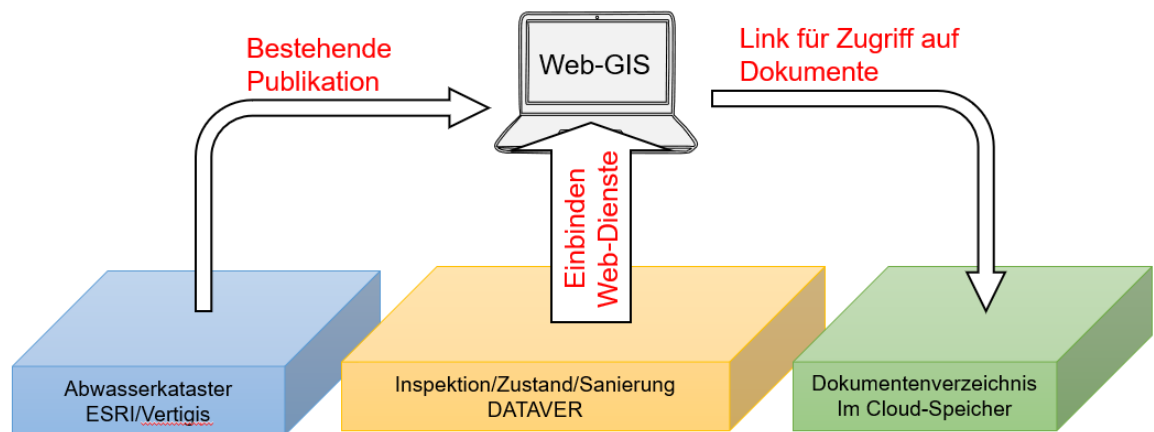 Bestehende
Publikation
Web-GIS
Link für Zugriff auf
Dokumente
Einbinden
Web-Dienste
Abwasserkataster
ESRI/Vertigis
Inspektion/Zustand/Sanierung
DATAVER
Dokumentenverzeichnis
Im Cloud-Speicher